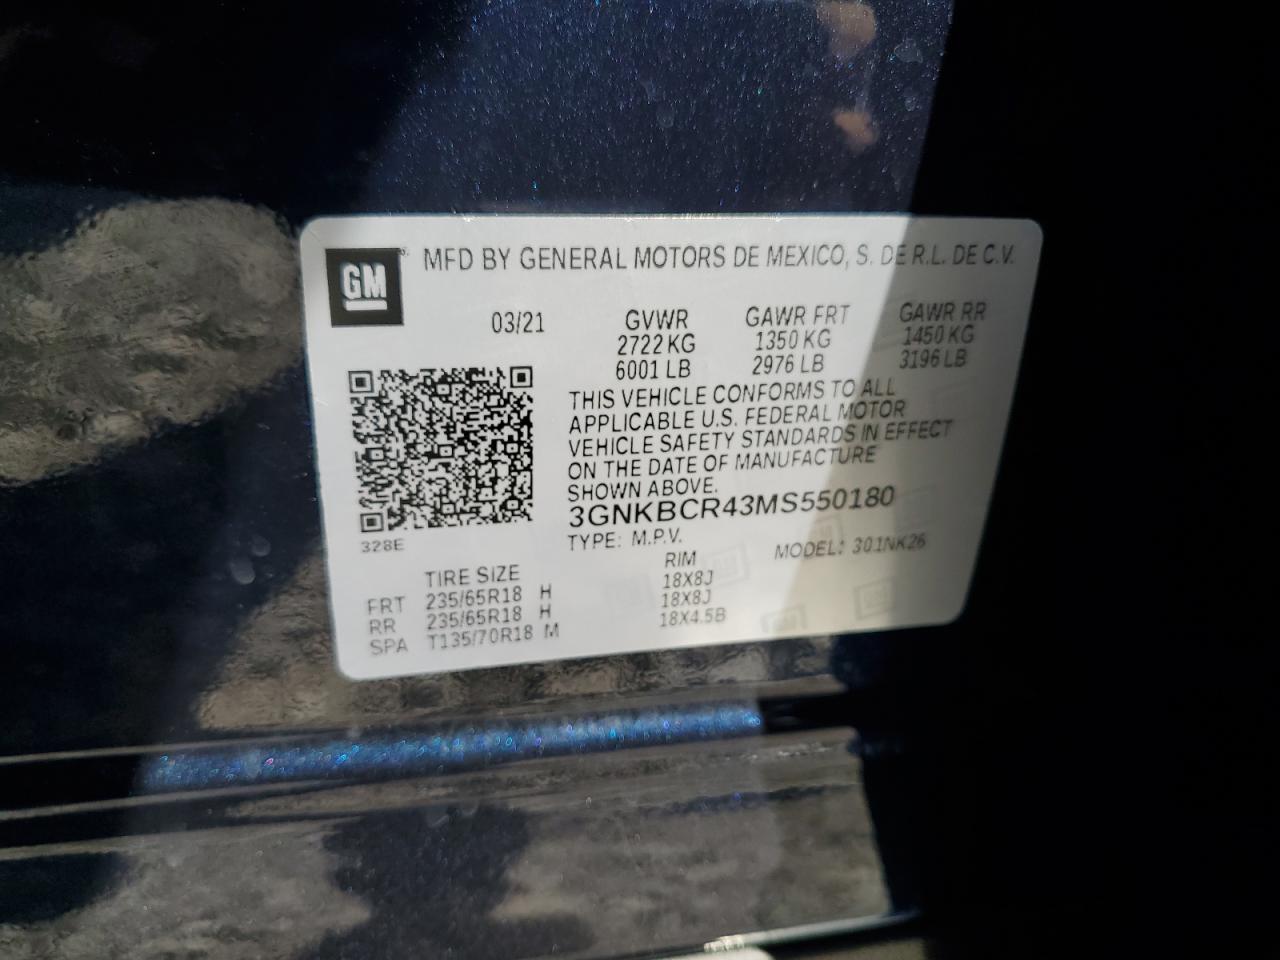 GM
MFD BY GENERAL MOTORS DE MEXICO, S. DE R.L. DE C.V.
03/21 GVWR GAWR FRT GAWR RR
2722 KG 1350 KG 1450 KG
6001 LB 2976 LB 3196 LB
THIS VEHICLE CONFORMS TO ALL
APPLICABLE U.S. FEDERAL MOTOR
VEHICLE SAFETY STANDARDS IN EFFECT
ON THE DATE OF MANUFACTURE
SHOWN ABOVE.
3GNKBCR43MS550180
328E
TYPE: M.P.V. MODEL: 301NK26
TIRE SIZE RIM
FRT 235/65R18 H 18X8J
RR 235/65R18 H 18X8J
SPA T135/70R18 M 18X4.5B